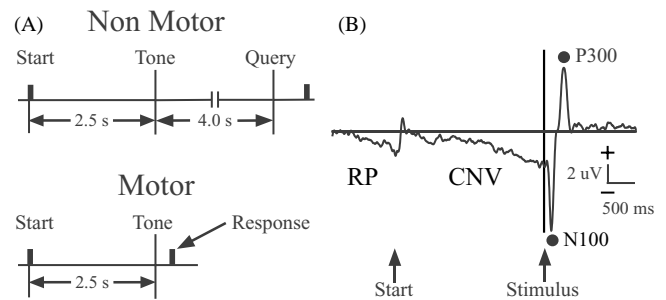 (A)
Non Motor
Start Tone Query
2.5 s 4.0 s
Motor
Start Tone Response
2.5 s
(B)
P300
RP CNV
+
2 uV
−
500 ms
N100
Start Stimulus